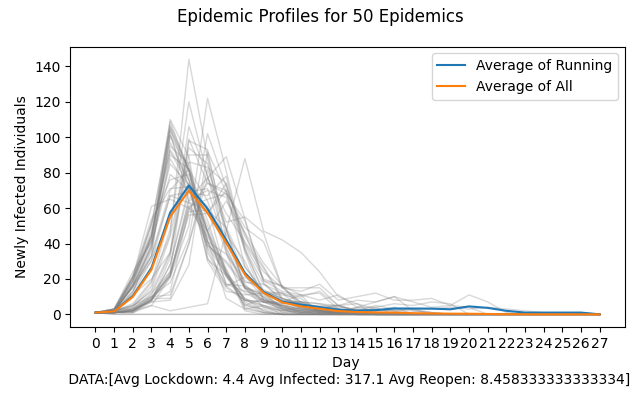 Epidemic Profiles for 50 Epidemics
Average of Running
Average of All
Newly Infected Individuals
140
120
100
80
60
40
20
0
0 1 2 3 4 5 6 7 8 9 10 11 12 13 14 15 16 17 18 19 20 21 22 23 24 25 26 27
Day
DATA:[Avg Lockdown: 4.4 Avg Infected: 317.1 Avg Reopen: 8.458333333333334]